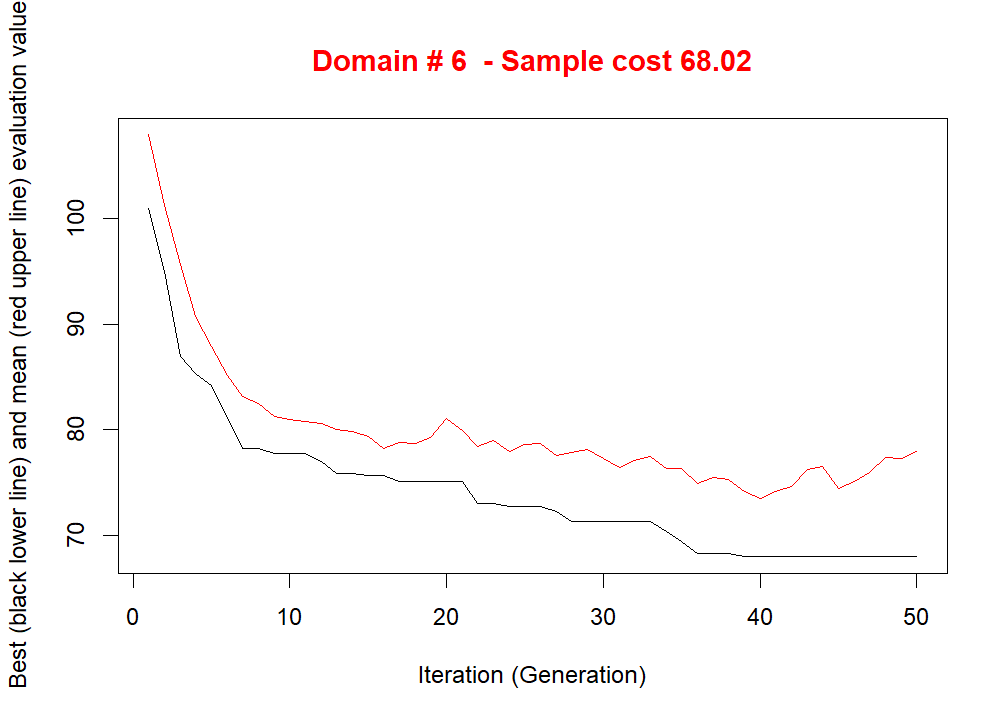 Domain # 6  - Sample cost 68.02
Best (black lower line) and mean (red upper line) evaluation value
100
90
80
70
0 10 20 30 40 50
Iteration (Generation)